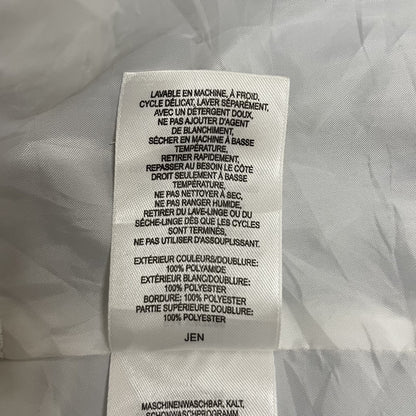 LAVABLE EN MACHINE, À FROID,
CYCLE DÉLICAT, LAVER SÉPARÉMENT,
AVEC UN DÉTERGENT DOUX,
NE PAS AJOUTER D'AGENT
DE BLANCHIMENT,
SÉCHER EN MACHINE À BASSE
TEMPÉRATURE,
RETIRER RAPIDEMENT,
REPASSER AU BESOIN LE CÔTÉ
DROIT SEULEMENT À BASSE
TEMPÉRATURE,
NE PAS NETTOYER À SEC,
NE PAS RANGER HUMIDE.
RETIRER DU LAVE-LINGE OU DU
SÈCHE-LINGE DÈS QUE LES CYCLES
SONT TERMINÉS,
NE PAS UTILISER D'ASSOUPLISSANT.
EXTÉRIEUR COULEURS/DOUBLURE:
100% POLYAMIDE
EXTÉRIEUR BLANC/DOUBLURE:
100% POLYESTER
BORDURE: 100% POLYESTER
PARTIE SUPÉRIEURE DOUBLURE:
100% POLYESTER
JEN
MASCHINENWASCHBAR, KALT,
SCHONWASCHPROGRAMM